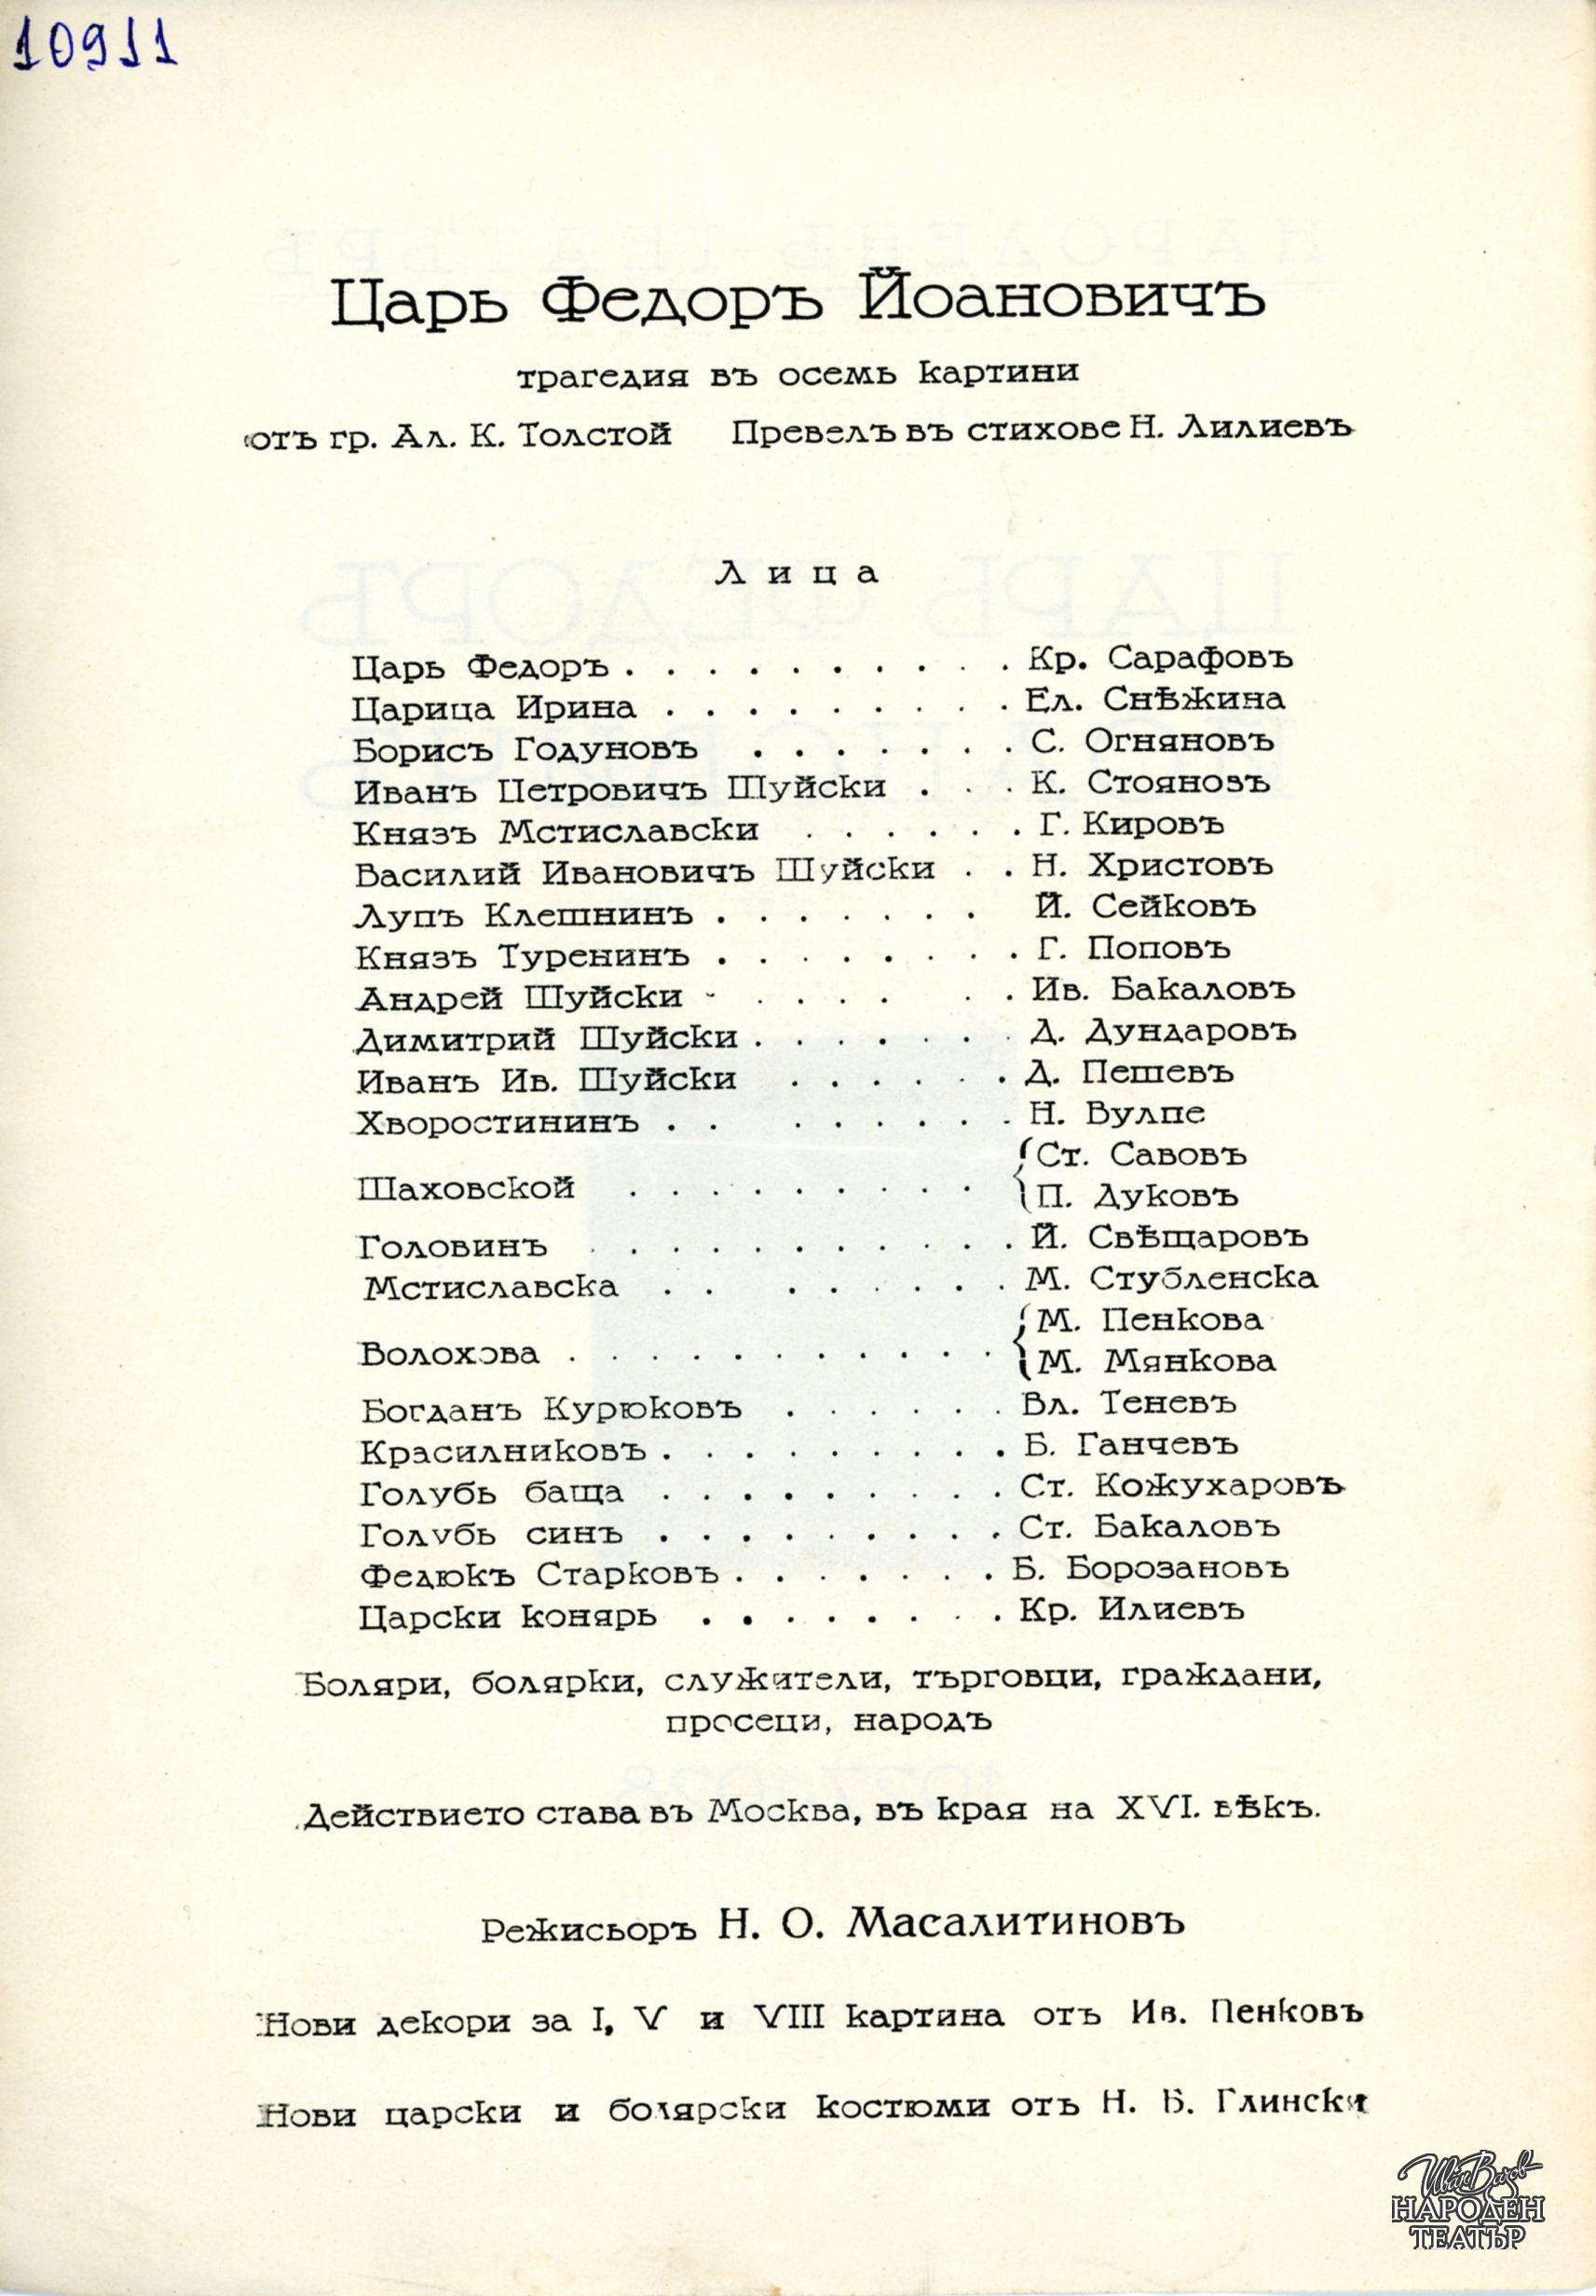 10911
Царь Федоръ Йоановичъ
трагедия въ осемь картини
отъ гр. Ал. К. Толстой Превелъ въ стихове Н. Лилиевъ
Лица
Царь Федоръ . . . . . . . . . . Кр. Сарафовъ
Царица Ирина . . . . . . . . . Ел. Снѣжина
Борисъ Годуновъ . . . . . . . С. Огняновъ
Иванъ Петровичъ Шуйски . . . К. Стояновъ
Князъ Мстиславски . . . . . . Г. Кировъ
Василий Ивановичъ Шуйски . . Н. Христовъ
Лупъ Клешнинъ . . . . . . . Й. Сейковъ
Князъ Туренинъ . . . . . . . . Г. Поповъ
Андрей Шуйски . . . . . . . Ив. Бакаловъ
Димитрий Шуйски . . . . . . . Д. Дундаровъ
Иванъ Ив. Шуйски . . . . . . Д. Пешевъ
Хворостининъ . . . . . . . . Н. Вулпе
Шаховской . . . . . . . . . {Ст. Савовъ
П. Дуковъ
Головинъ . . . . . . . . . . . Й. Свѣщаровъ
Мстиславска . . . . . . . . М. Стубленска
Волохова . . . . . . . . . . . {М. Пенкова
М. Мянкова
Богданъ Курюковъ . . . . . . Вл. Теневъ
Красилниковъ . . . . . . . . . Б. Ганчевъ
Голубь баща . . . . . . . . . Ст. Кожухаровъ
Голубь синъ . . . . . . . . . Ст. Бакаловъ
Федюкъ Старковъ . . . . . . . Б. Борозановъ
Царски конярь . . . . . . . . Кр. Илиевъ
Боляри, болярки, служители, търговци, граждани,
просеци, народъ
Действието става въ Москва, въ края на XVI. вѣкъ.
Режисьоръ Н. О. Масалитиновъ
Нови декори за I, V и VIII картина отъ Ив. Пенковъ
Нови царски и болярски костюми отъ Н. Б. Глински
Иван Вазов
НАРОДЕН
ТЕАТЪР